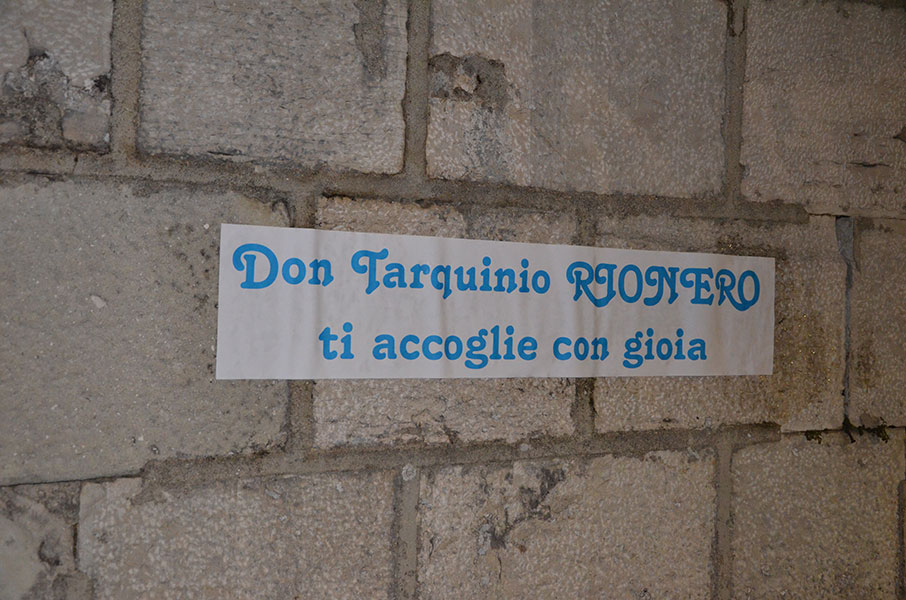 Don Tarquinio RIONERO
ti accoglie con gioia